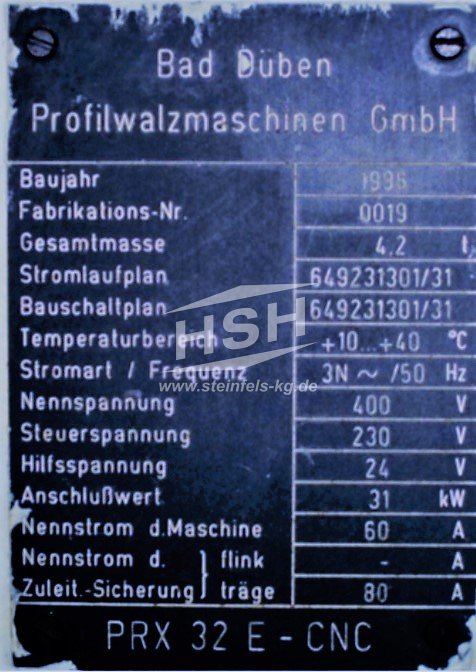 Bad Düben
Profilwalzmaschinen GmbH
Baujahr
Fabrikations-Nr. 0019
Gesamtmasse 4,2 t
Stromlaufplan 649231301/31
Bauschaltplan 649231301/31
HSH
Temperaturbereich +10...+40 °C
Stromart / Frequenz 3N ~ /50 Hz
www.steinfels-kg.de
Nennspannung 400 V
Steuerspannung 230 V
Hilfsspannung 24 V
Anschlußwert 31 kW
Nennstrom d.Maschine 60 A
Nennstrom d. } flink - A
Zuleit.-Sicherung } träge 80 A
PRX 32 E - CNC